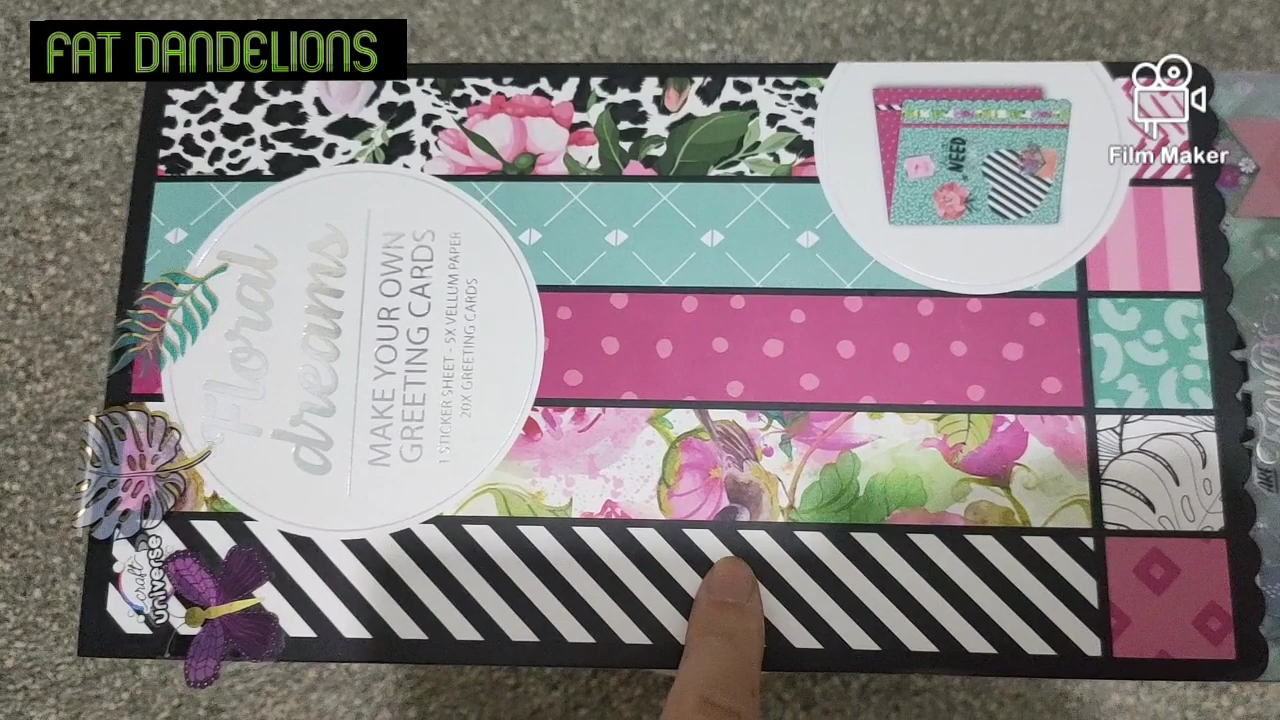 FAT DANDELIONS
Film Maker
NEED
Floral
dreams
MAKE YOUR OWN
GREETING CARDS
1 STICKER SHEET - 5X VELLUM PAPER
20X GREETING CARDS
craft
universe